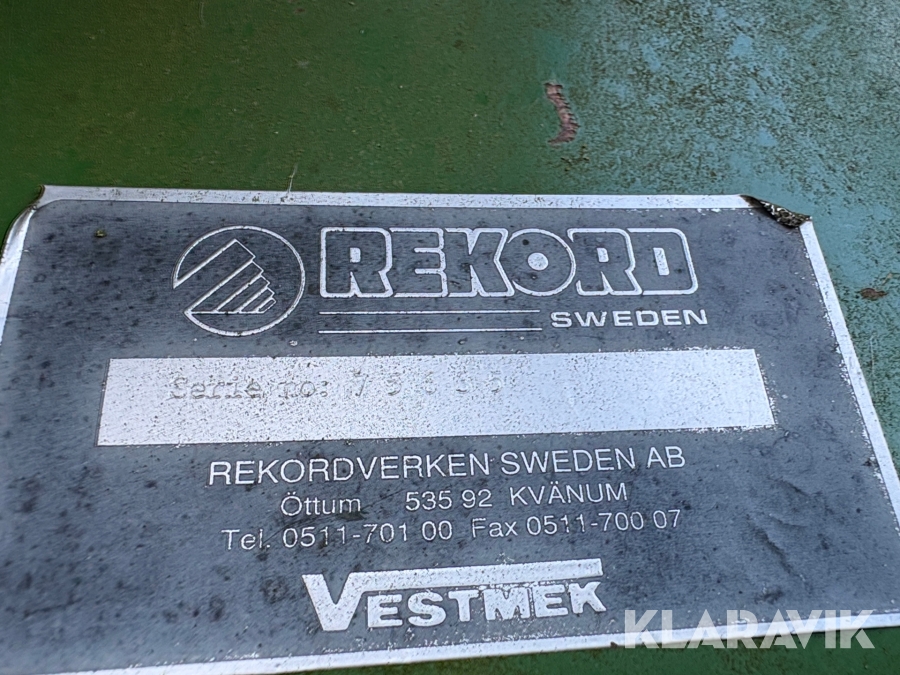 REKORD
SWEDEN
Serie no:
REKORDVERKEN SWEDEN AB
Öttum 535 92 KVÄNUM
Tel. 0511-701 00 Fax 0511-700 07
VESTMEK
KLARAVIK